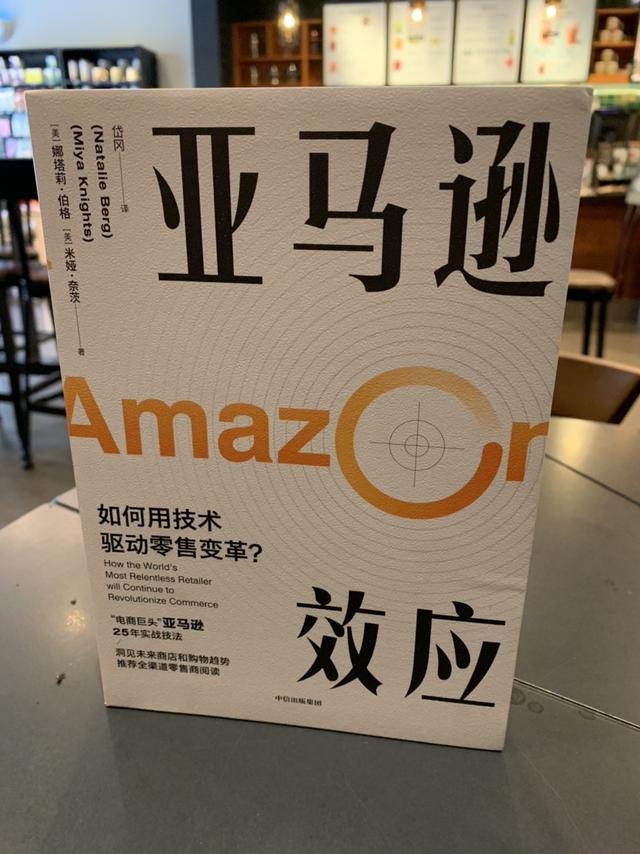 亚马逊
岱冈——译
(Natalie Berg)
(Miya Knights)
[美]娜塔莉·伯格 [美]米娅·奈茨——著
Amazon
如何用技术
驱动零售变革?
How the World's
Most Relentless Retailer
will Continue to
Revolutionize Commerce
“电商巨头”亚马逊
25年实战技法
洞见未来商店和购物趋势
推荐全渠道零售商阅读
效应
中信出版集团